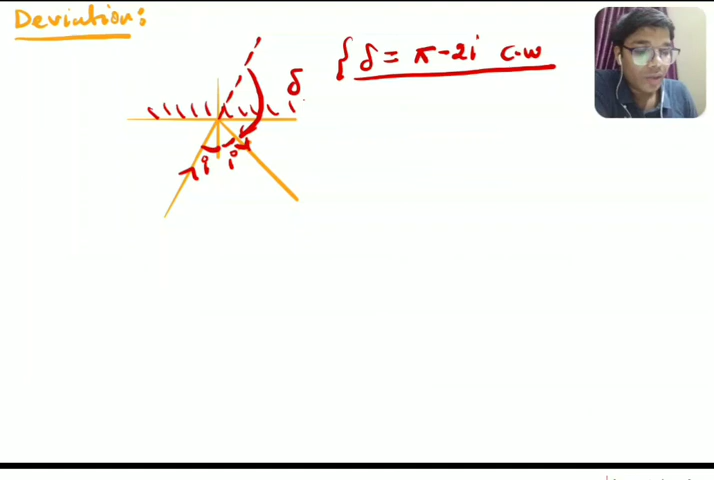 Deviation:
{ δ = π - 2i c.w
δ
i i